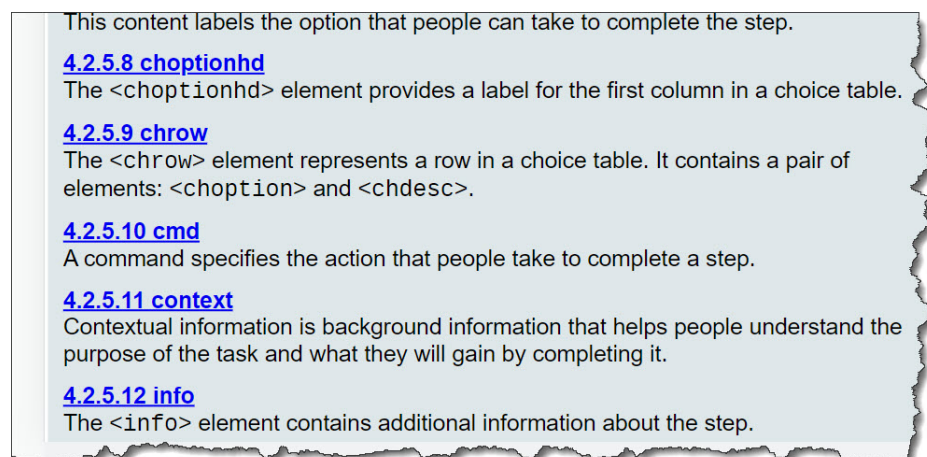 This content labels the option that people can take to complete the step.
4.2.5.8 choptionhd
The <choptionhd> element provides a label for the first column in a choice table.
4.2.5.9 chrow
The <chrow> element represents a row in a choice table. It contains a pair of
elements: <choption> and <chdesc>.
4.2.5.10 cmd
A command specifies the action that people take to complete a step.
4.2.5.11 context
Contextual information is background information that helps people understand the
purpose of the task and what they will gain by completing it.
4.2.5.12 info
The <info> element contains additional information about the step.